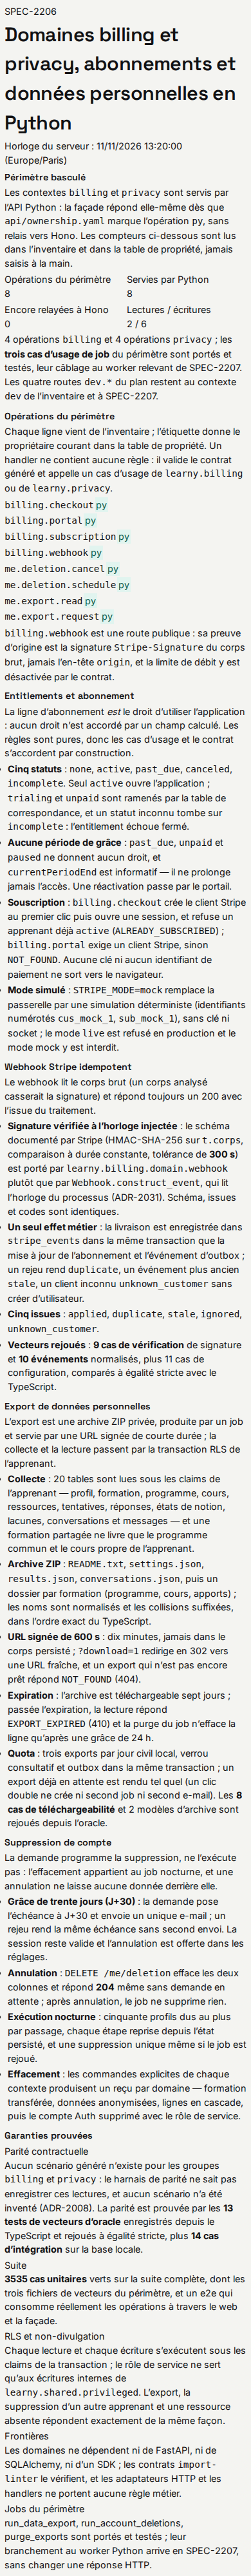 SPEC-2206
Domaines billing et
privacy, abonnements et
données personnelles en
Python
Horloge du serveur : 11/11/2026 13:20:00
(Europe/Paris)
Périmètre basculé
Les contextes billing et privacy sont servis par
l'API Python : la façade répond elle-même dès que
api/ownership.yaml marque l'opération py, sans
relais vers Hono. Les compteurs ci-dessous sont lus
dans l'inventaire et dans la table de propriété, jamais
saisis à la main.
Opérations du périmètre
8
Servies par Python
8
Encore relayées à Hono
0
Lectures / écritures
2 / 6
4 opérations billing et 4 opérations privacy ; les
trois cas d'usage de job du périmètre sont portés et
testés, leur câblage au worker relevant de SPEC-2207.
Les quatre routes dev.* du plan restent au contexte
dev de l'inventaire et à SPEC-2207.
Opérations du périmètre
Chaque ligne vient de l'inventaire ; l'étiquette donne le
propriétaire courant dans la table de propriété. Un
handler ne contient aucune règle : il valide le contrat
généré et appelle un cas d'usage de learny.billing
ou de learny.privacy.
billing.checkout py
billing.portal py
billing.subscription py
billing.webhook py
me.deletion.cancel py
me.deletion.schedule py
me.export.read py
me.export.request py
billing.webhook est une route publique : sa preuve
d'origine est la signature Stripe-Signature du corps
brut, jamais l'en-tête origin, et la limite de débit y est
désactivée par le contrat.
Entitlements et abonnement
La ligne d'abonnement est le droit d'utiliser l'application
: aucun droit n'est accordé par un champ calculé. Les
règles sont pures, donc les cas d'usage et le contrat
s'accordent par construction.
Cinq statuts : none, active, past_due, canceled,
incomplete. Seul active ouvre l'application ;
trialing et unpaid sont ramenés par la table de
correspondance, et un statut inconnu tombe sur
incomplete : l'entitlement échoue fermé.
Aucune période de grâce : past_due, unpaid et
paused ne donnent aucun droit, et
currentPeriodEnd est informatif — il ne prolonge
jamais l'accès. Une réactivation passe par le portail.
Souscription : billing.checkout crée le client Stripe
au premier clic puis ouvre une session, et refuse un
apprenant déjà active (ALREADY_SUBSCRIBED) ;
billing.portal exige un client Stripe, sinon
NOT_FOUND. Aucune clé ni aucun identifiant de
paiement ne sort vers le navigateur.
Mode simulé : STRIPE_MODE=mock remplace la
passerelle par une simulation déterministe (identifiants
numérotés cus_mock_1, sub_mock_1), sans clé ni
socket ; le mode live est refusé en production et le
mode mock y est interdit.
Webhook Stripe idempotent
Le webhook lit le corps brut (un corps analysé
casserait la signature) et répond toujours un 200 avec
l'issue du traitement.
Signature vérifiée à l'horloge injectée : le schéma
documenté par Stripe (HMAC-SHA-256 sur t.corps,
comparaison à durée constante, tolérance de 300 s)
est porté par learny.billing.domain.webhook
plutôt que par Webhook.construct_event, qui lit
l'horloge du processus (ADR-2031). Schéma, issues
et codes sont identiques.
Un seul effet métier : la livraison est enregistrée dans
stripe_events dans la même transaction que la
mise à jour de l'abonnement et l'événement d'outbox ;
un rejeu rend duplicate, un événement plus ancien
stale, un client inconnu unknown_customer sans
créer d'utilisateur.
Cinq issues : applied, duplicate, stale, ignored,
unknown_customer.
Vecteurs rejoués : 9 cas de vérification de signature
et 10 événements normalisés, plus 11 cas de
configuration, comparés à égalité stricte avec le
TypeScript.
Export de données personnelles
L'export est une archive ZIP privée, produite par un job
et servie par une URL signée de courte durée ; la
collecte et la lecture passent par la transaction RLS de
l'apprenant.
Collecte : 20 tables sont lues sous les claims de
l'apprenant — profil, formation, programme, cours,
ressources, tentatives, réponses, états de notion,
lacunes, conversations et messages — et une
formation partagée ne livre que le programme
commun et le cours propre de l'apprenant.
Archive ZIP : README.txt, settings.json,
results.json, conversations.json, puis un
dossier par formation (programme, cours, apports) ;
les noms sont normalisés et les collisions suffixées,
dans l'ordre exact du TypeScript.
URL signée de 600 s : dix minutes, jamais dans le
corps persisté ; ?download=1 redirige en 302 vers
une URL fraîche, et un export qui n'est pas encore
prêt répond NOT_FOUND (404).
Expiration : l'archive est téléchargeable sept jours ;
passée l'expiration, la lecture répond
EXPORT_EXPIRED (410) et la purge du job n'efface la
ligne qu'après une grâce de 24 h.
Quota : trois exports par jour civil local, verrou
consultatif et outbox dans la même transaction ; un
export déjà en attente est rendu tel quel (un clic
double ne crée ni second job ni second e-mail). Les 8
cas de téléchargeabilité et 2 modèles d'archive sont
rejoués depuis l'oracle.
Suppression de compte
La demande programme la suppression, ne l'exécute
pas : l'effacement appartient au job nocturne, et une
annulation ne laisse aucune donnée derrière elle.
Grâce de trente jours (J+30) : la demande pose
l'échéance à J+30 et envoie un unique e-mail ; un
rejeu rend la même échéance sans second envoi. La
session reste valide et l'annulation est offerte dans les
réglages.
Annulation : DELETE /me/deletion efface les deux
colonnes et répond 204 même sans demande en
attente ; après annulation, le job ne supprime rien.
Exécution nocturne : cinquante profils dus au plus
par passage, chaque étape reprise depuis l'état
persisté, et une suppression unique même si le job est
rejoué.
Effacement : les commandes explicites de chaque
contexte produisent un reçu par domaine — formation
transférée, données anonymisées, lignes en cascade,
puis le compte Auth supprimé avec le rôle de service.
Garanties prouvées
Parité contractuelle
Aucun scénario généré n'existe pour les groupes
billing et privacy : le harnais de parité ne sait pas
enregistrer ces lectures, et aucun scénario n'a été
inventé (ADR-2008). La parité est prouvée par les 13
tests de vecteurs d'oracle enregistrés depuis le
TypeScript et rejoués à égalité stricte, plus 14 cas
d'intégration sur la base locale.
Suite
3535 cas unitaires verts sur la suite complète, dont les
trois fichiers de vecteurs du périmètre, et un e2e qui
consomme réellement les opérations à travers le web
et la façade.
RLS et non-divulgation
Chaque lecture et chaque écriture s'exécutent sous les
claims de la transaction ; le rôle de service ne sert
qu'aux écritures internes de
learny.shared.privileged. L'export, la
suppression d'un autre apprenant et une ressource
absente répondent exactement de la même façon.
Frontières
Les domaines ne dépendent ni de FastAPI, ni de
SQLAlchemy, ni d'un SDK ; les contrats import-
linter le vérifient, et les adaptateurs HTTP et les
handlers ne portent aucune règle métier.
Jobs du périmètre
run_data_export, run_account_deletions,
purge_exports sont portés et testés ; leur
branchement au worker Python arrive en SPEC-2207,
sans changer une réponse HTTP.